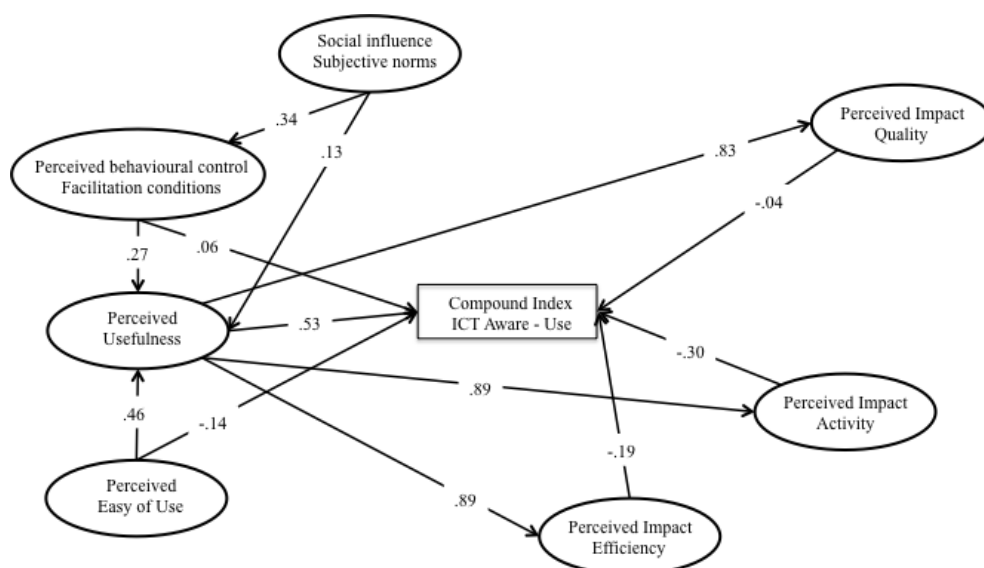 Social influence
Subjective norms
.34
.13
Perceived Impact
Quality
.83
Perceived behavioural control
Facilitation conditions
-.04
.27
.06
Compound Index
ICT Aware - Use
Perceived
Usefulness
.53
-.30
.89
Perceived Impact
Activity
.46
-.14
-.19
Perceived
Easy of Use
.89
Perceived Impact
Efficiency